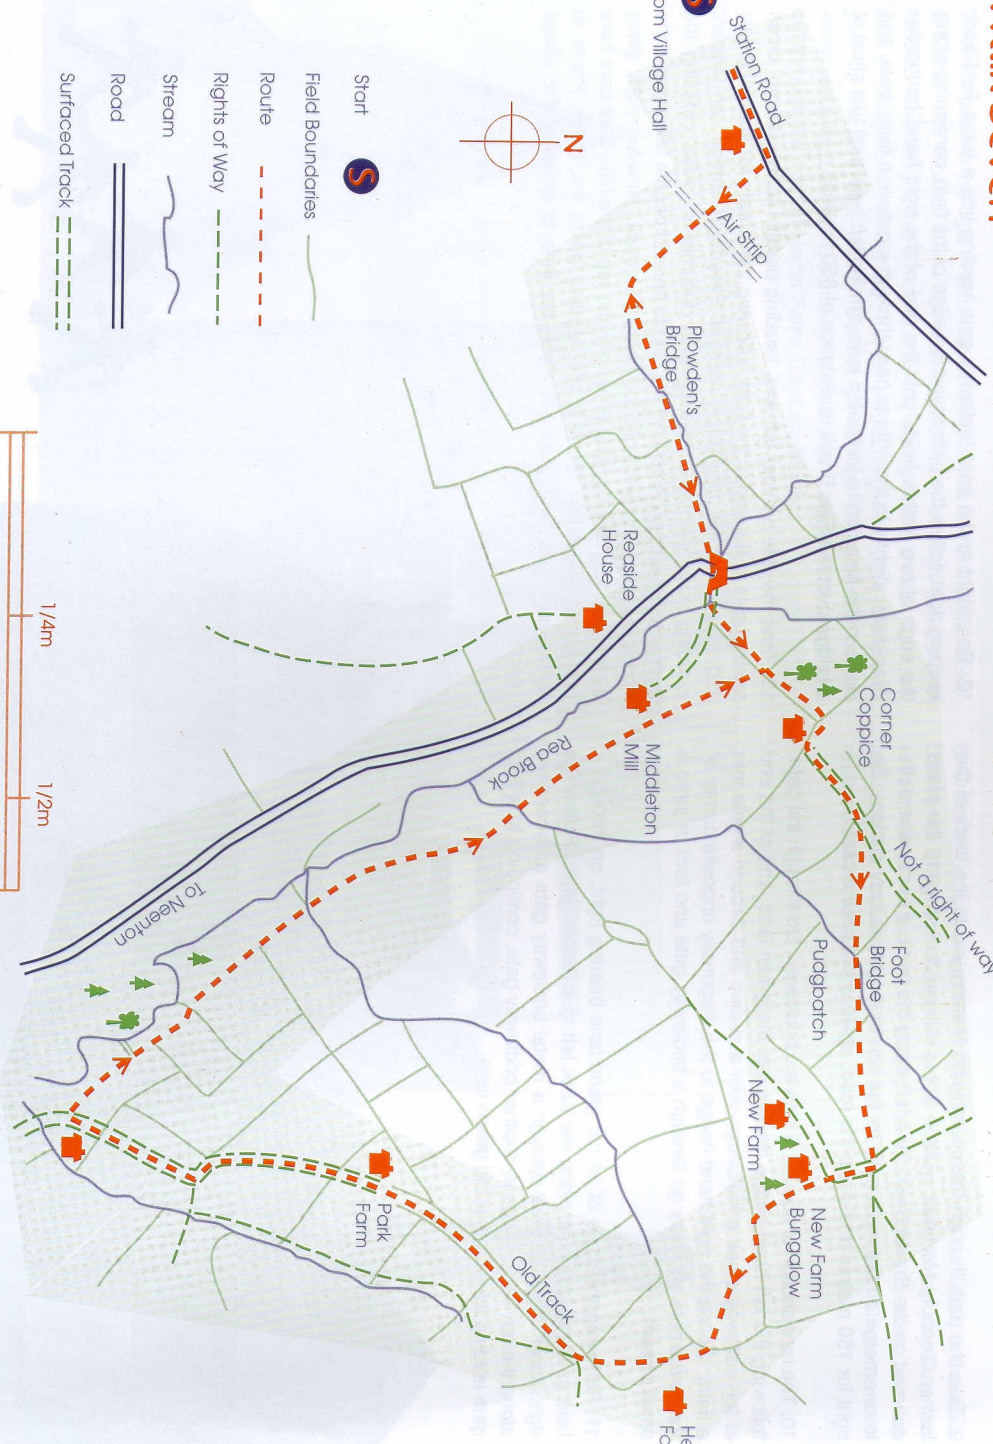 S
Station Road
Village Hall
Air Strip
N
Start
S
Field Boundaries
Route
Rights of Way
Stream
Road
Surfaced Track
Plowden's
Bridge
Reaside
House
Corner
Coppice
Middleton
Mill
Rea Brook
Not a right of way
Foot
Bridge
Pudgbatch
To Neenton
New Farm
New Farm
Bungalow
Park
Farm
Old Track
1/4m
1/2m